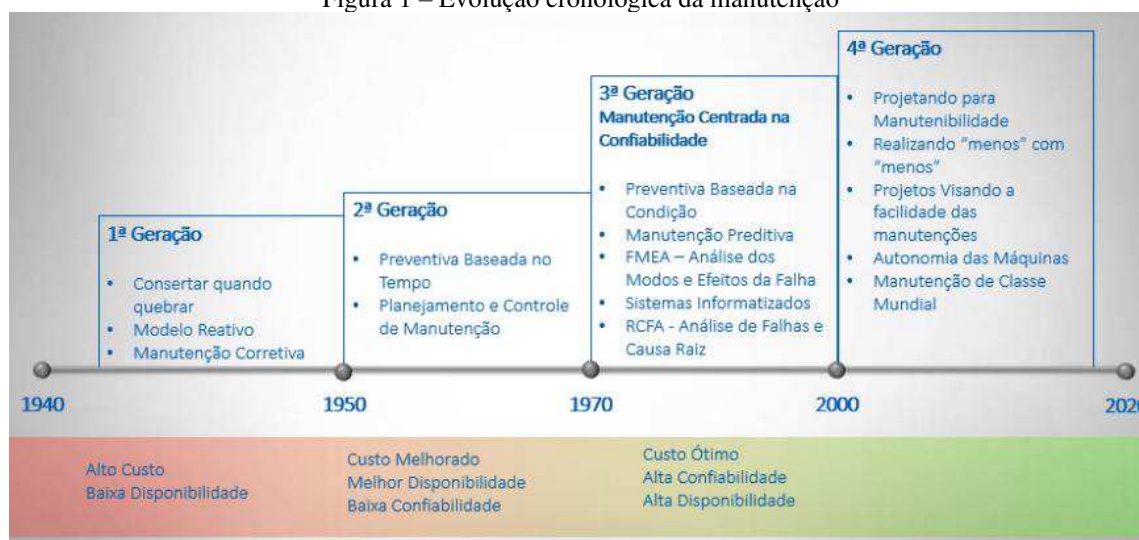 Figura 1 – Evolução cronológica da manutenção
1ª Geração
• Consertar quando
quebrar
• Modelo Reativo
• Manutenção Corretiva
2ª Geração
• Preventiva Baseada no
Tempo
• Planejamento e Controle
de Manutenção
3ª Geração
Manutenção Centrada na
Confiabilidade
• Preventiva Baseada na
Condição
• Manutenção Preditiva
• FMEA – Análise dos
Modos e Efeitos da Falha
• Sistemas Informatizados
• RCFA - Análise de Falhas e
Causa Raiz
4ª Geração
• Projetando para
Manutenibilidade
• Realizando "menos" com
"menos"
• Projetos Visando a
facilidade das
manutenções
• Autonomia das Máquinas
• Manutenção de Classe
Mundial
1940
1950
1970
2000
2020
Alto Custo
Baixa Disponibilidade
Custo Melhorado
Melhor Disponibilidade
Baixa Confiabilidade
Custo Ótimo
Alta Confiabilidade
Alta Disponibilidade